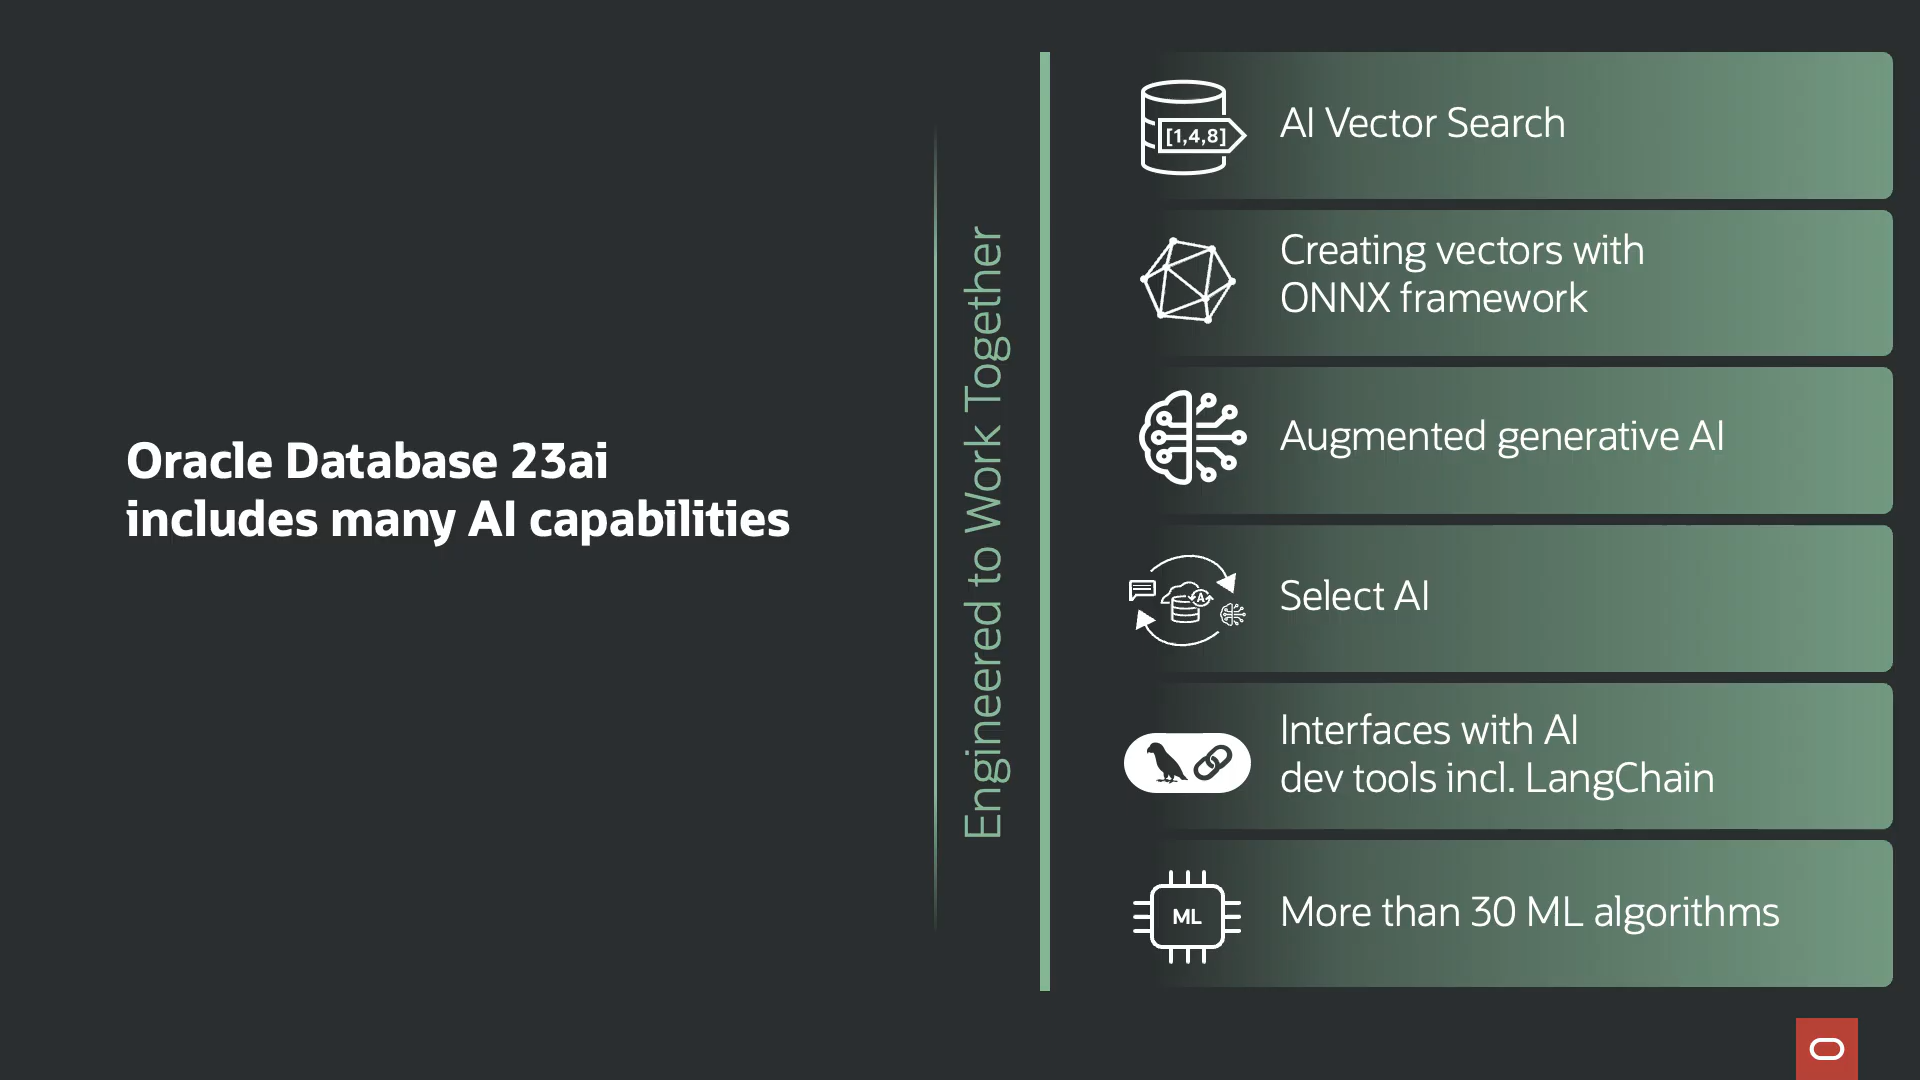 Oracle Database 23ai
includes many AI capabilities
Engineered to Work Together
[1,4,8]
AI Vector Search
Creating vectors with
ONNX framework
Augmented generative AI
A
Select AI
Interfaces with AI
dev tools incl. LangChain
ML
More than 30 ML algorithms